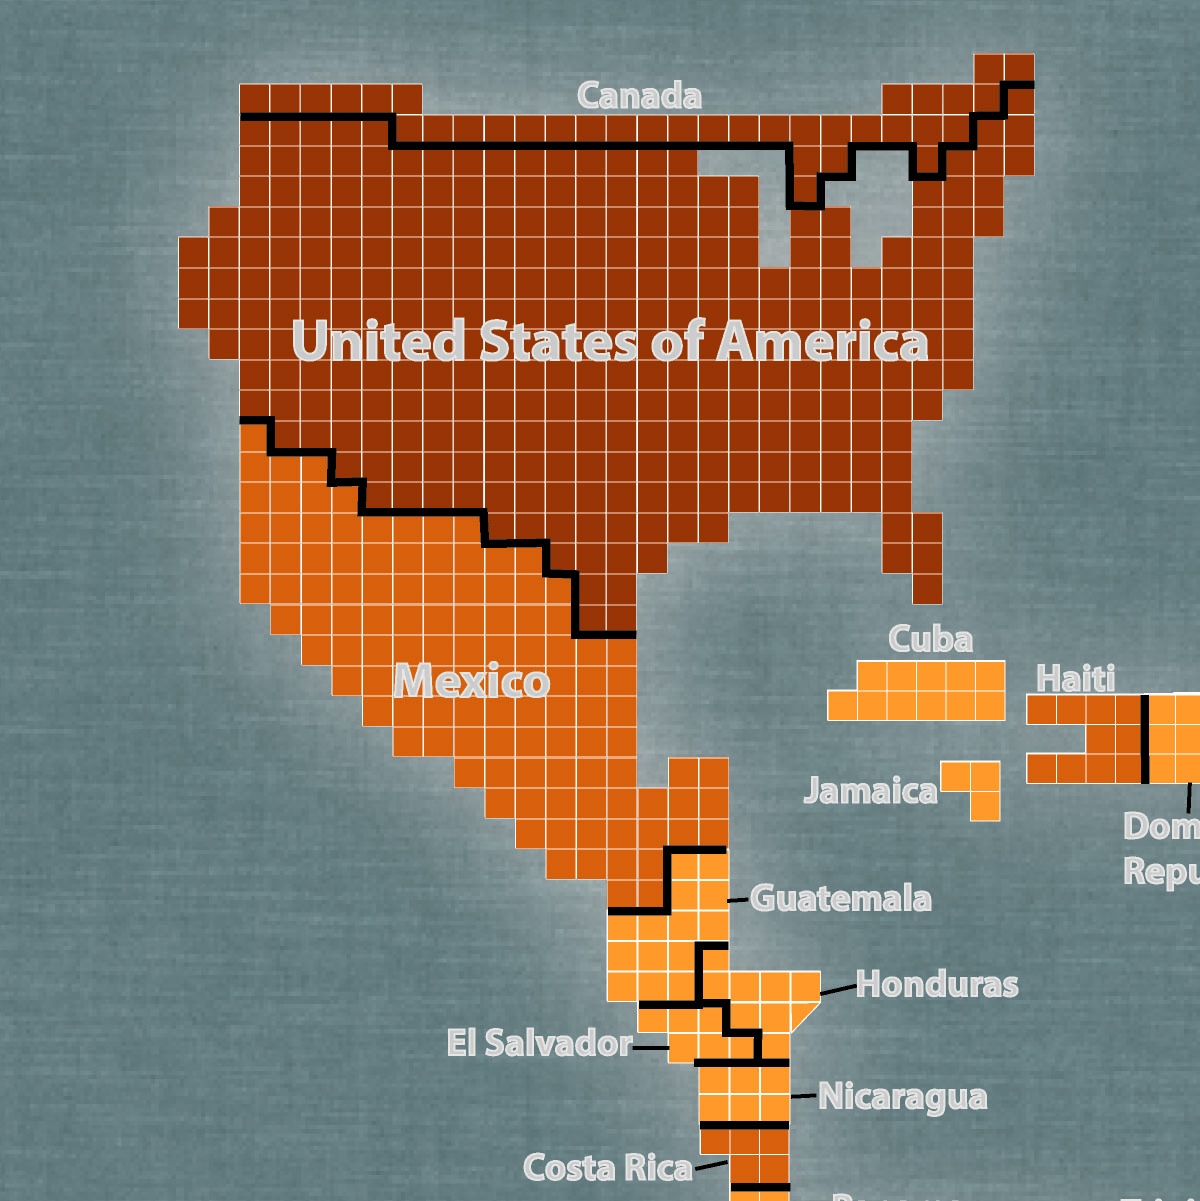 Canada
United States of America
Cuba
Haiti
Mexico
Jamaica
Dom
Repu
Guatemala
Honduras
El Salvador
Nicaragua
Costa Rica